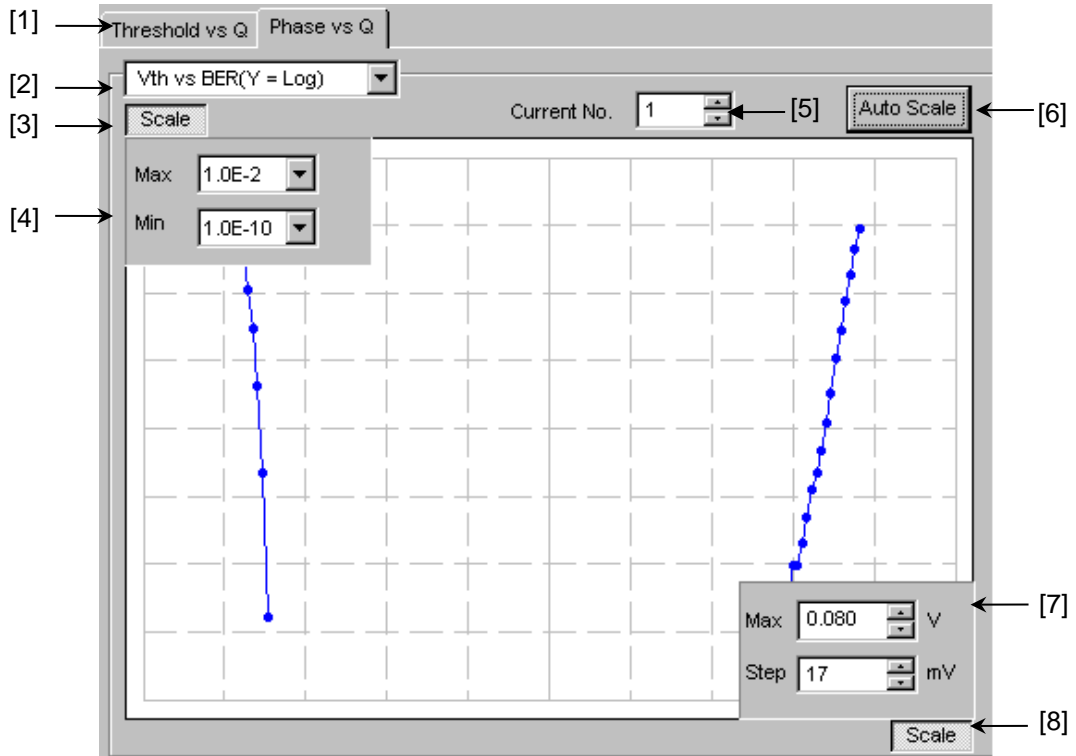 [1]
Threshold vs Q
Phase vs Q
[2]
Vth vs BER(Y = Log)
[3]
Scale
Current No.
1
[5]
Auto Scale
[6]
[4]
Max
1.0E-2
Min
1.0E-10
Max
0.080
V
[7]
Step
17
mV
Scale
[8]